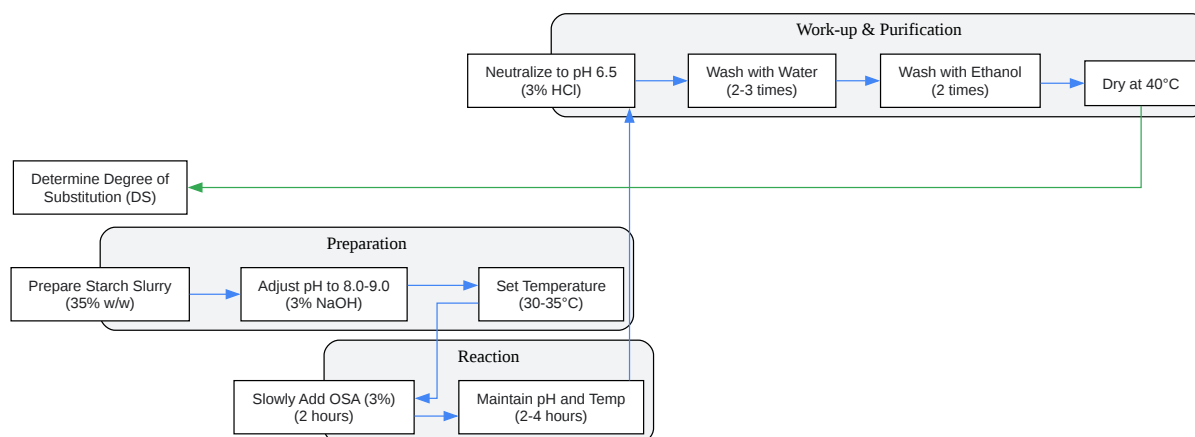 Work-up & Purification
Neutralize to pH 6.5
(3% HCl)
Wash with Water
(2-3 times)
Wash with Ethanol
(2 times)
Dry at 40°C
Determine Degree of
Substitution (DS)
Preparation
Prepare Starch Slurry
(35% w/w)
Adjust pH to 8.0-9.0
(3% NaOH)
Set Temperature
(30-35°C)
Reaction
Slowly Add OSA (3%)
(2 hours)
Maintain pH and Temp
(2-4 hours)